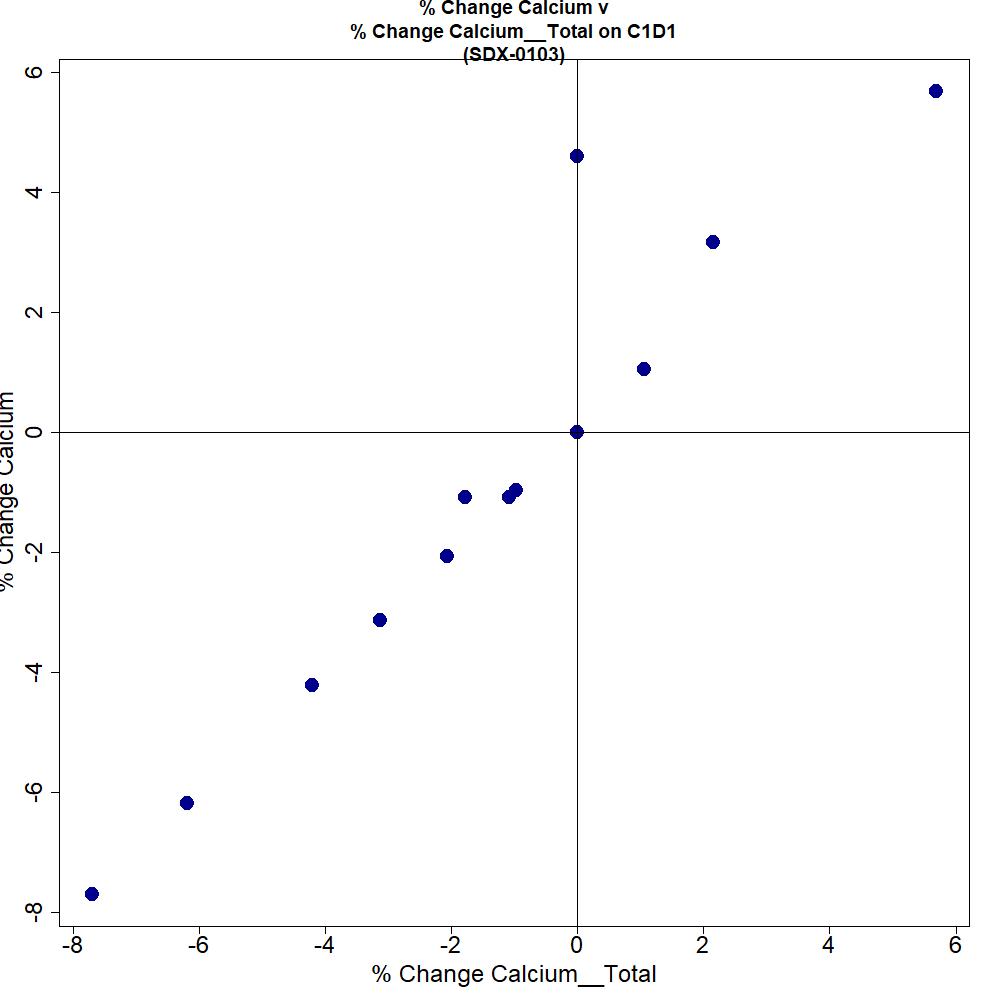 % Change Calcium v
% Change Calcium__Total on C1D1
(SDX-0103)
6
4
2
0
-2
-4
-6
-8
% Change Calcium
-8 -6 -4 -2 0 2 4 6
% Change Calcium__Total